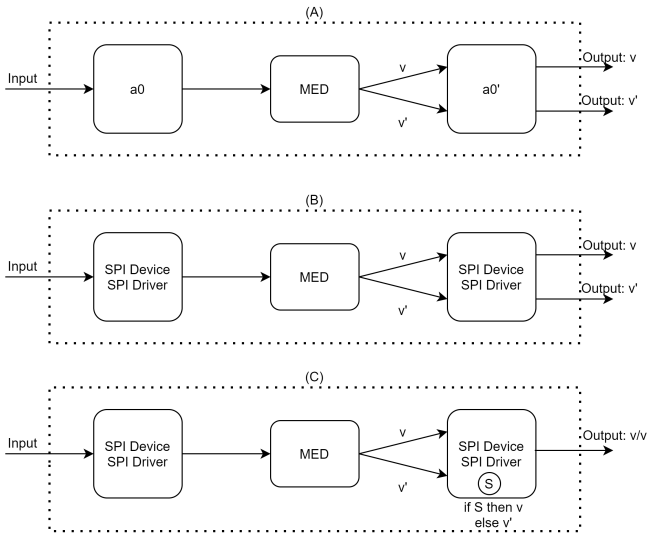 (A)
Input
a0
MED
v
v'
a0'
Output: v
Output: v'
(B)
Input
SPI Device
SPI Driver
MED
v
v'
SPI Device
SPI Driver
Output: v
Output: v'
(C)
Input
SPI Device
SPI Driver
MED
v
v'
SPI Device
SPI Driver
S
if S then v
else v'
Output: v/v